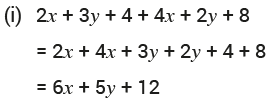 (i) 2x + 3y + 4 + 4x + 2y + 8
= 2x + 4x + 3y + 2y + 4 + 8
= 6x + 5y + 12